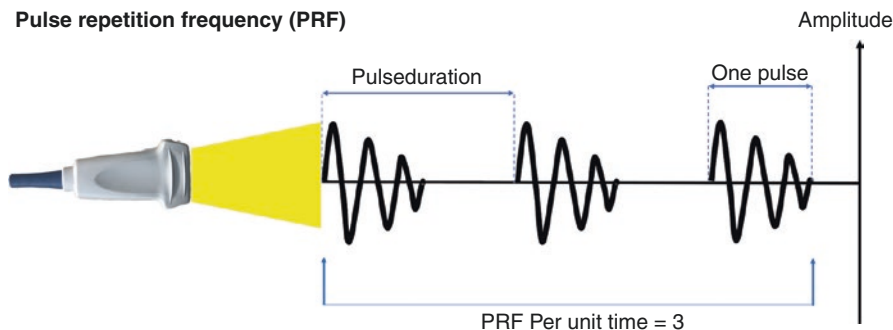 Pulse repetition frequency (PRF)
Amplitude
Pulseduration
One pulse
PRF Per unit time = 3